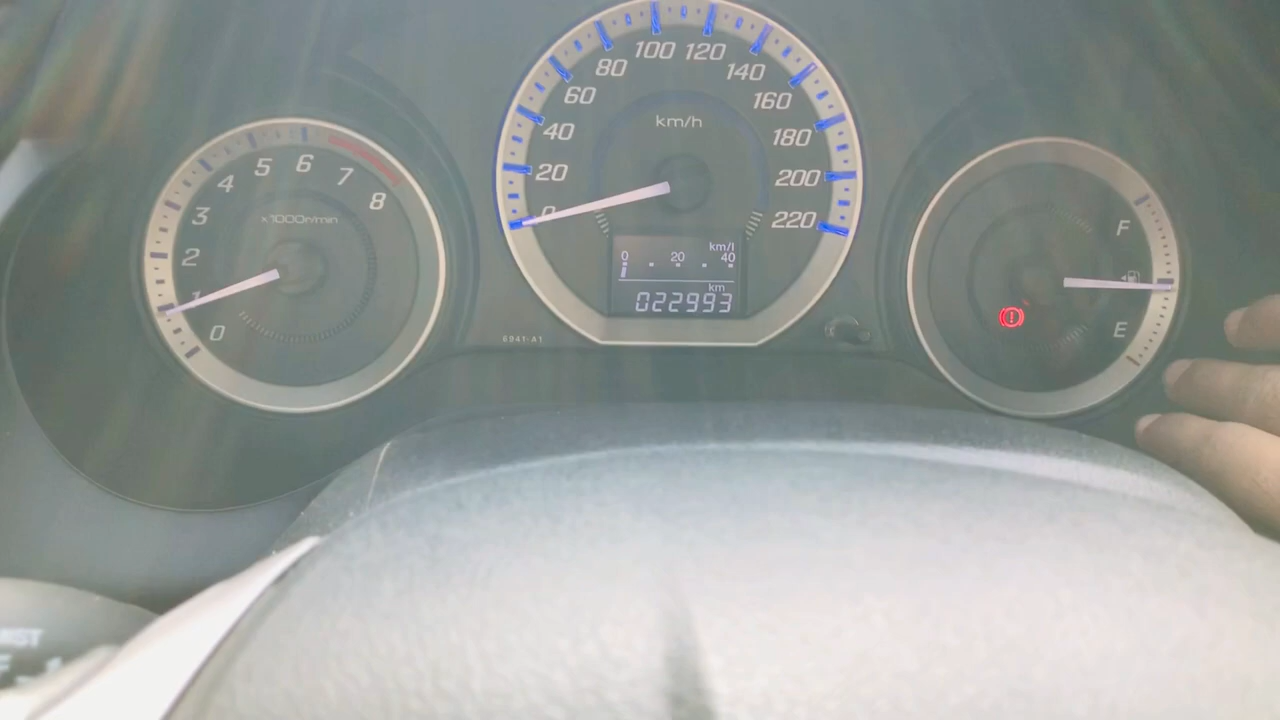 0 1 2 3 4 5 6 7 8
x1000r/min
0 20 40 60 80 100 120 140 160 180 200 220
km/h
km/l
0 20 40
km
022993
6941-A1
F
E